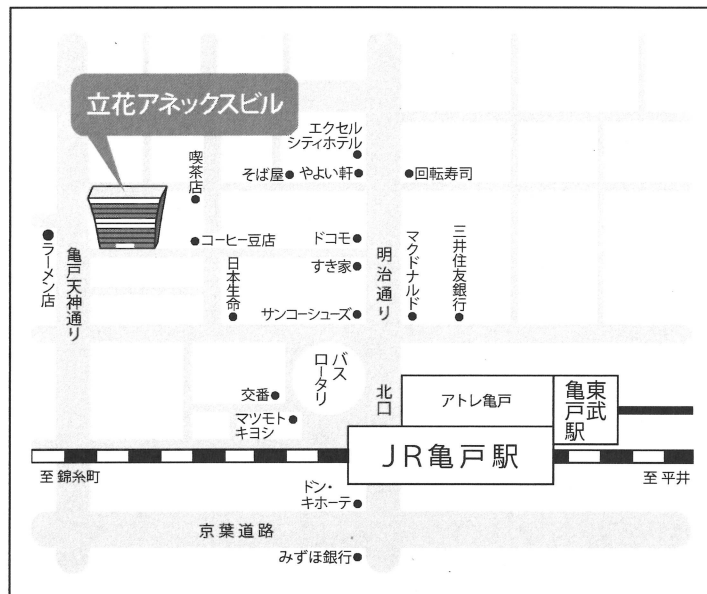 立花アネックスビル
エクセル
シティホテル
喫茶店
そば屋
やよい軒
回転寿司
コーヒー豆店
ドコモ
すき家
ラーメン店
亀戸天神通り
日本生命
サンコーシューズ
明治通り
マクドナルド
三井住友銀行
バス
ロータリー
交番
マツモト
キヨシ
北口
アトレ亀戸
東武
亀戸駅
JR亀戸駅
至 錦糸町
至 平井
ドン・
キホーテ
京葉道路
みずほ銀行